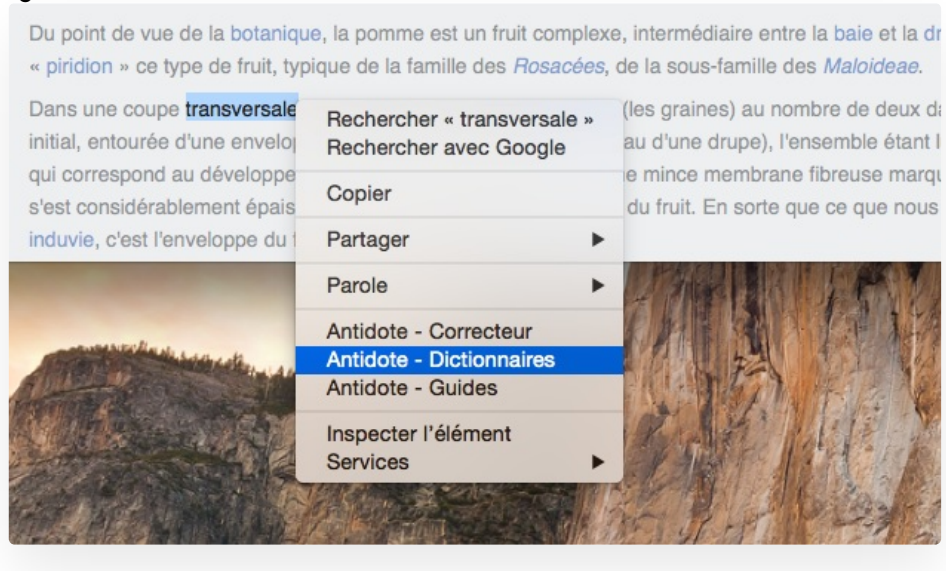 Du point de vue de la botanique, la pomme est un fruit complexe, intermédiaire entre la baie et la
« piridion » ce type de fruit, typique de la famille des Rosacées, de la sous-famille des Maloideae.
Dans une coupe transversale (les graines) au nombre de deux
initial, entourée d'une au d'une drupe), l'ensemble étant
qui correspond au mince membrane fibreuse
s'est considérablement du fruit. En sorte que ce que nous
induvie, c'est l'enveloppe du
Rechercher « transversale »
Rechercher avec Google
Copier
Partager
Parole
Antidote - Correcteur
Antidote - Dictionnaires
Antidote - Guides
Inspecter l'élément
Services